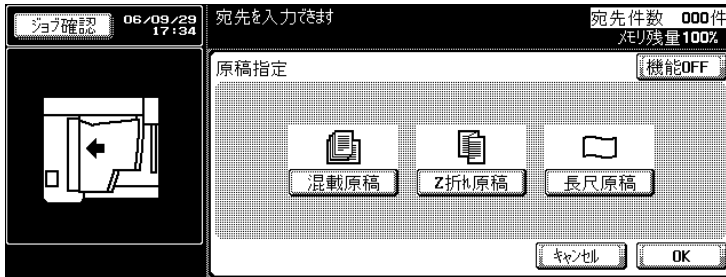 ジョブ確認
06/09/29
17:34
宛先を入力できます
宛先件数 000件
メモリ残量100%
原稿指定
機能OFF
混載原稿
Z折れ原稿
長尺原稿
キャンセル
OK